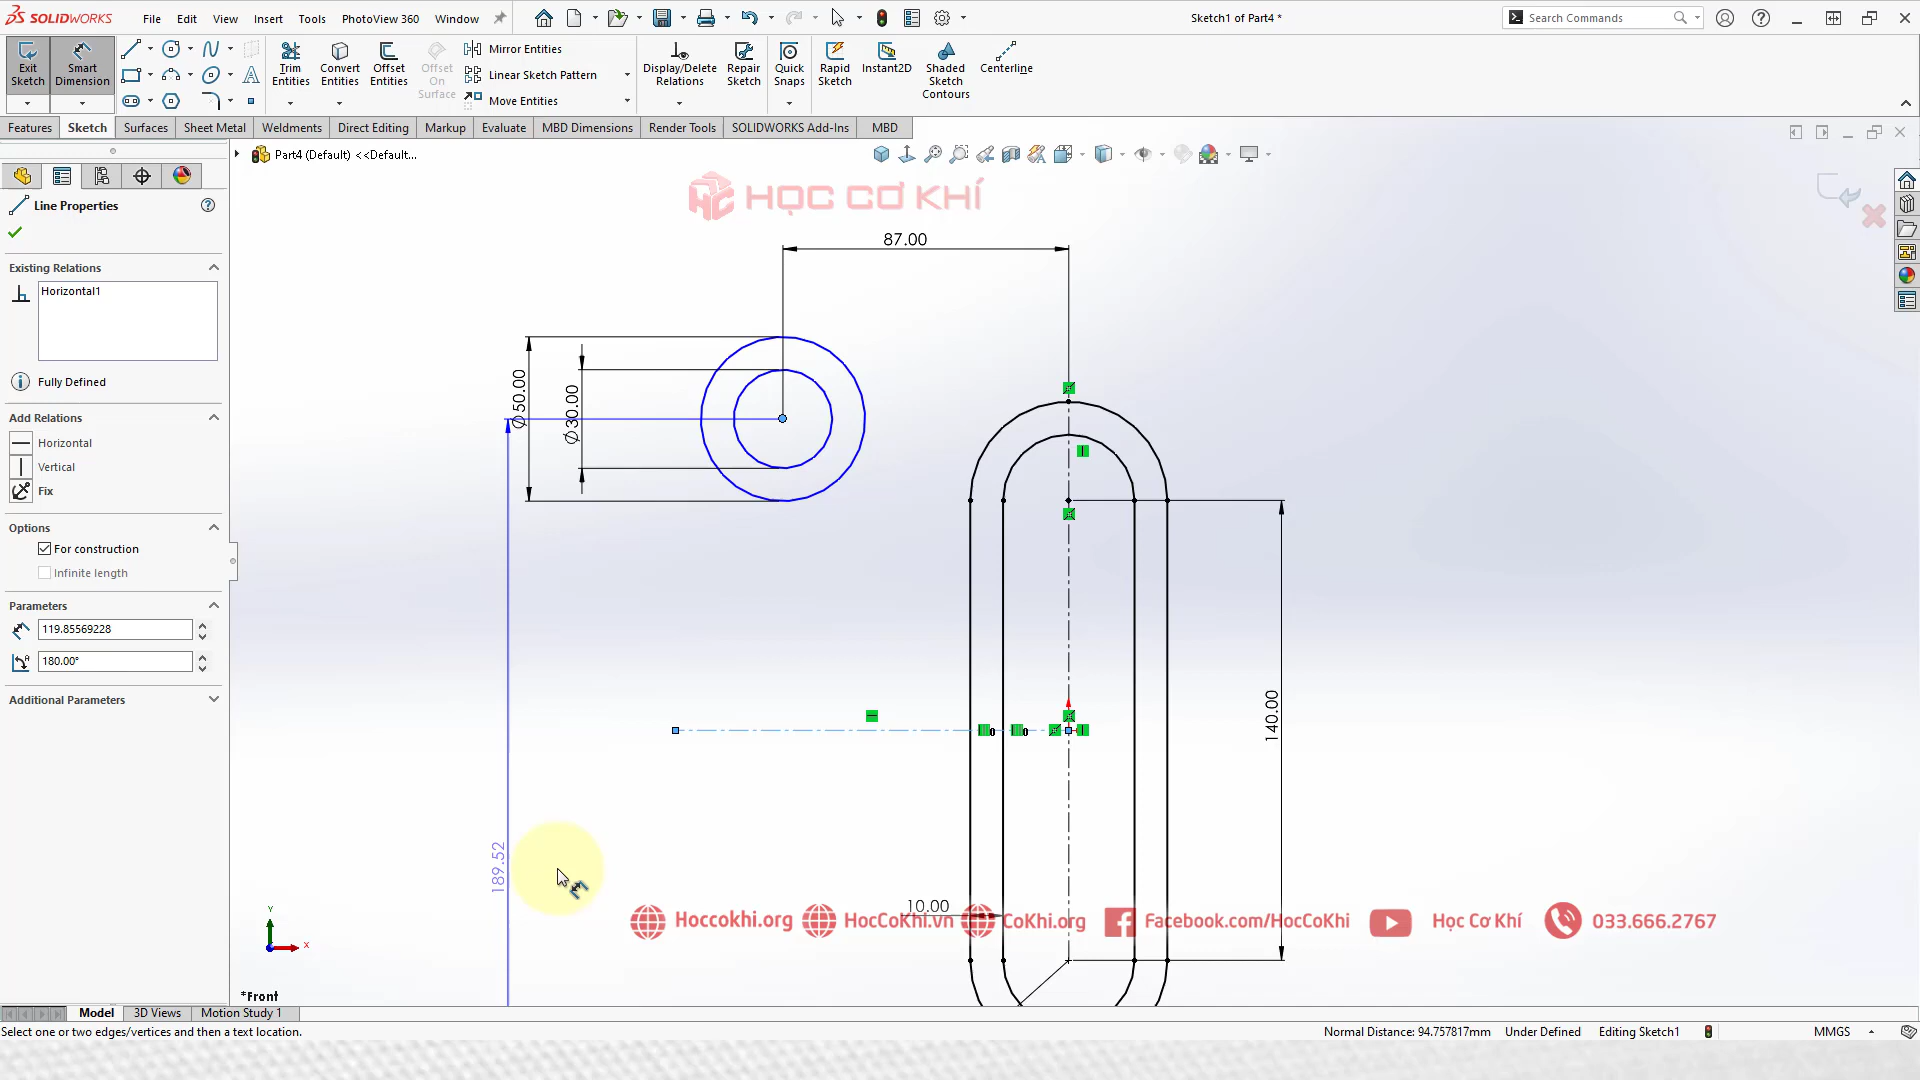 SOLIDWORKS
File Edit View Insert Tools PhotoView 360 Window
Sketch1 of Part4 *
Search Commands
Exit Sketch
Smart Dimension
Trim Entities
Convert Entities
Offset Entities
Offset On Surface
Mirror Entities
Linear Sketch Pattern
Move Entities
Display/Delete Relations
Repair Sketch
Quick Snaps
Rapid Sketch
Instant2D
Shaded Sketch Contours
Centerline
Features Sketch Surfaces Sheet Metal Weldments Direct Editing Markup Evaluate MBD Dimensions Render Tools SOLIDWORKS Add-Ins MBD
Part4 (Default) <<Default...
Line Properties
Existing Relations
Horizontal1
Fully Defined
Add Relations
Horizontal
Vertical
Fix
Options
For construction
Infinite length
Parameters
119.85569228
180.00°
Additional Parameters
HỌC CƠ KHÍ
87.00
∅50.00
∅30.00
140.00
189.52
10.00
Hoccokhi.org HocCoKhi.vn CoKhi.org Facebook.com/HocCoKhi Học Cơ Khí 033.666.2767
Y
X
*Front
Model 3D Views Motion Study 1
Select one or two edges/vertices and then a text location.
Normal Distance: 94.757817mm Under Defined Editing Sketch1 MMGS